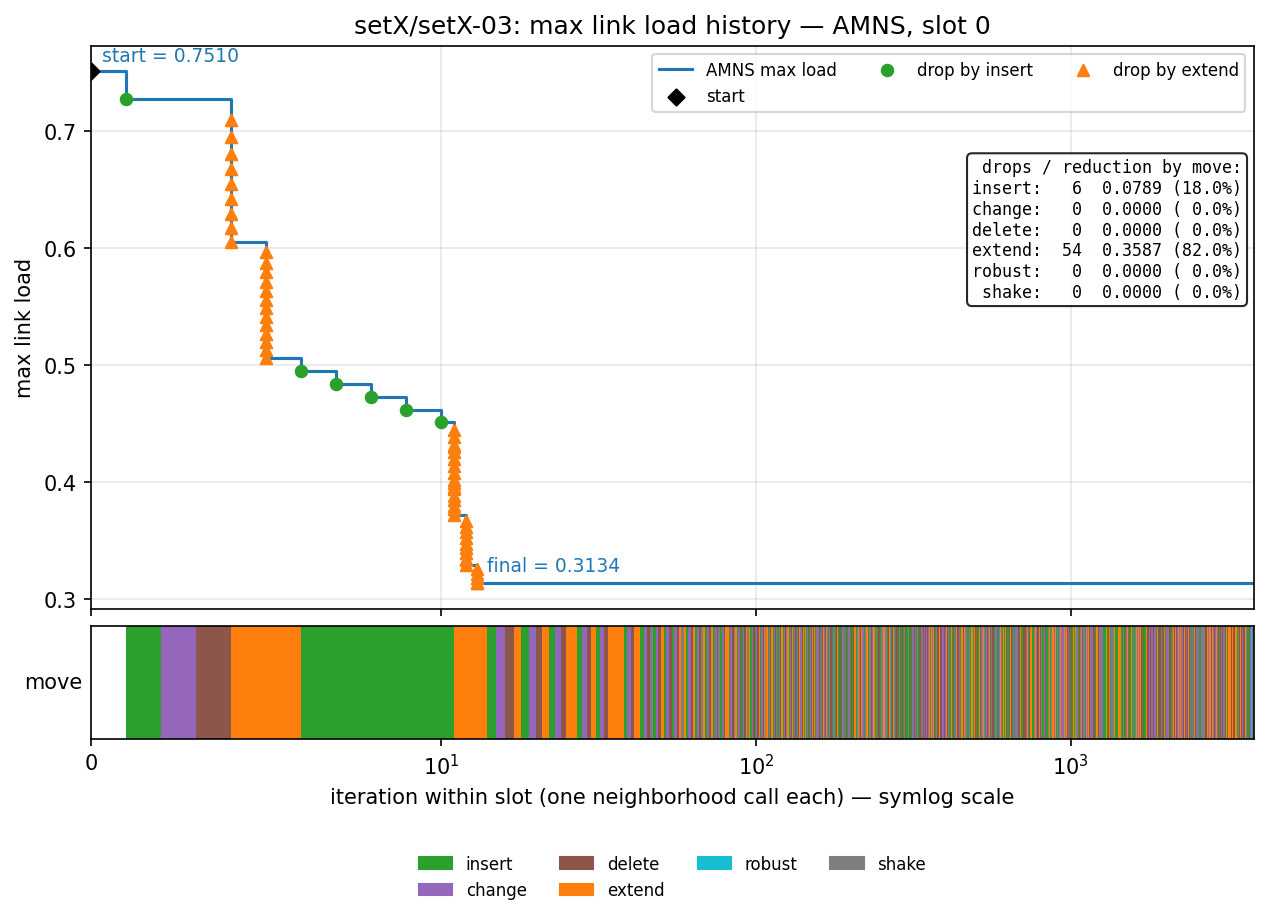 setX/setX-03: max link load history — AMNS, slot 0
start = 0.7510
AMNS max load
drop by insert
drop by extend
start
drops / reduction by move:
insert: 6 0.0789 (18.0%)
change: 0 0.0000 ( 0.0%)
delete: 0 0.0000 ( 0.0%)
extend: 54 0.3587 (82.0%)
robust: 0 0.0000 ( 0.0%)
shake: 0 0.0000 ( 0.0%)
max link load
0.7
0.6
0.5
0.4
0.3
final = 0.3134
move
0
10¹
10²
10³
iteration within slot (one neighborhood call each) — symlog scale
insert
delete
robust
shake
change
extend